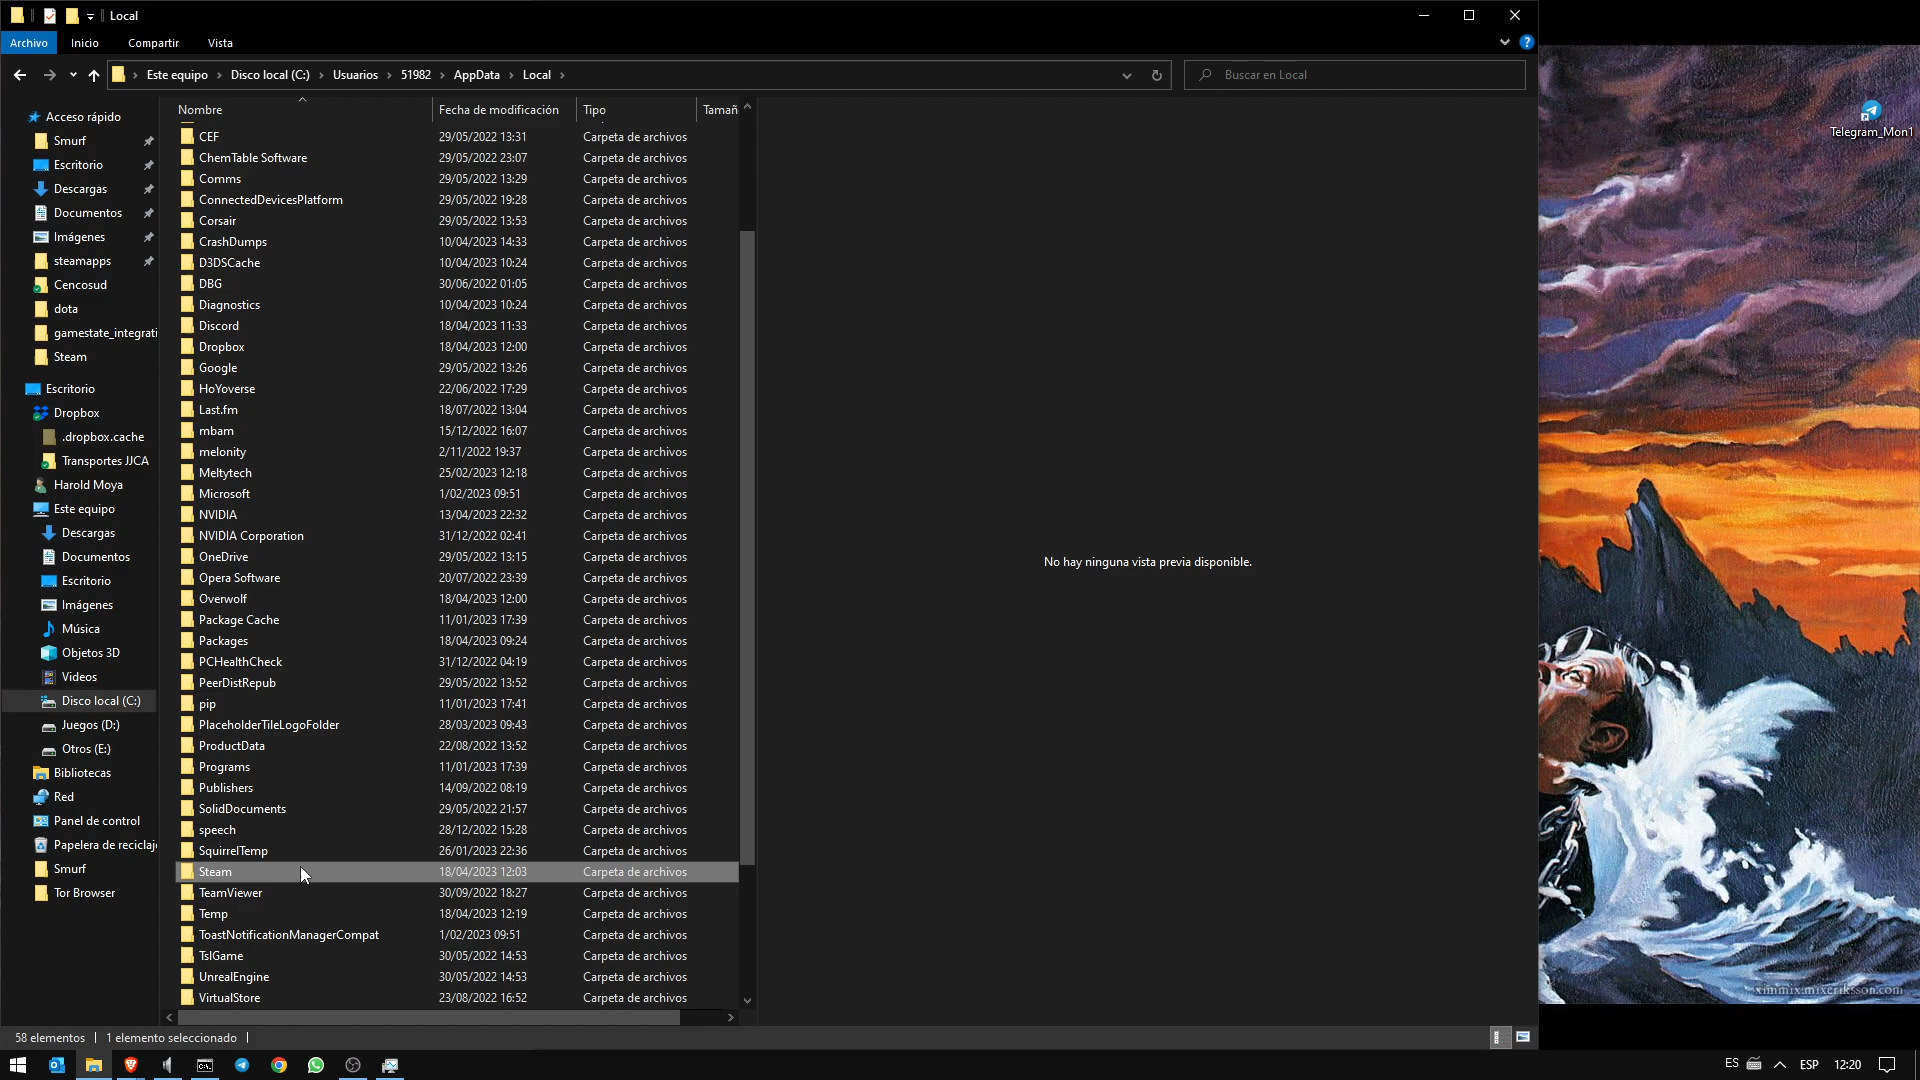 Local
Archivo
Inicio
Compartir
Vista
Este equipo
Disco local (C:)
Usuarios
51982
AppData
Local
Buscar en Local
Acceso rápido
Smurf
Escritorio
Descargas
Documentos
Imágenes
steamapps
Cencosud
dota
gamestate_integrati
Steam
Escritorio
Dropbox
.dropbox.cache
Transportes JJCA
Harold Moya
Este equipo
Descargas
Documentos
Escritorio
Imágenes
Música
Objetos 3D
Videos
Disco local (C:)
Juegos (D:)
Otros (E:)
Bibliotecas
Red
Panel de control
Papelera de reciclaje
Smurf
Tor Browser
Nombre Fecha de modificación Tipo Tamañ
CEF 29/05/2022 13:31 Carpeta de archivos
ChemTable Software 29/05/2022 23:07 Carpeta de archivos
Comms 29/05/2022 13:29 Carpeta de archivos
ConnectedDevicesPlatform 29/05/2022 19:28 Carpeta de archivos
Corsair 29/05/2022 13:53 Carpeta de archivos
CrashDumps 10/04/2023 14:33 Carpeta de archivos
D3DSCache 10/04/2023 10:24 Carpeta de archivos
DBG 30/06/2022 01:05 Carpeta de archivos
Diagnostics 10/04/2023 10:24 Carpeta de archivos
Discord 18/04/2023 11:33 Carpeta de archivos
Dropbox 18/04/2023 12:00 Carpeta de archivos
Google 29/05/2022 13:26 Carpeta de archivos
HoYoverse 22/06/2022 17:29 Carpeta de archivos
Last.fm 18/07/2022 13:04 Carpeta de archivos
mbam 15/12/2022 16:07 Carpeta de archivos
melonity 2/11/2022 19:37 Carpeta de archivos
Meltytech 25/02/2023 12:18 Carpeta de archivos
Microsoft 1/02/2023 09:51 Carpeta de archivos
NVIDIA 13/04/2023 22:32 Carpeta de archivos
NVIDIA Corporation 31/12/2022 02:41 Carpeta de archivos
OneDrive 29/05/2022 13:15 Carpeta de archivos
Opera Software 20/07/2022 23:39 Carpeta de archivos
Overwolf 18/04/2023 12:00 Carpeta de archivos
Package Cache 11/01/2023 17:39 Carpeta de archivos
Packages 18/04/2023 09:24 Carpeta de archivos
PCHealthCheck 31/12/2022 04:19 Carpeta de archivos
PeerDistRepub 29/05/2022 13:52 Carpeta de archivos
pip 11/01/2023 17:41 Carpeta de archivos
PlaceholderTileLogoFolder 28/03/2023 09:43 Carpeta de archivos
ProductData 22/08/2022 13:52 Carpeta de archivos
Programs 11/01/2023 17:39 Carpeta de archivos
Publishers 14/09/2022 08:19 Carpeta de archivos
SolidDocuments 29/05/2022 21:57 Carpeta de archivos
speech 28/12/2022 15:28 Carpeta de archivos
SquirrelTemp 26/01/2023 22:36 Carpeta de archivos
Steam 18/04/2023 12:03 Carpeta de archivos
TeamViewer 30/09/2022 18:27 Carpeta de archivos
Temp 18/04/2023 12:19 Carpeta de archivos
ToastNotificationManagerCompat 1/02/2023 09:51 Carpeta de archivos
TslGame 30/05/2022 14:53 Carpeta de archivos
UnrealEngine 30/05/2022 14:53 Carpeta de archivos
VirtualStore 23/08/2022 16:52 Carpeta de archivos
No hay ninguna vista previa disponible.
Telegram_Mon1
ximmix.mixeriksson.com
58 elementos
1 elemento seleccionado
ES
ESP
12:20